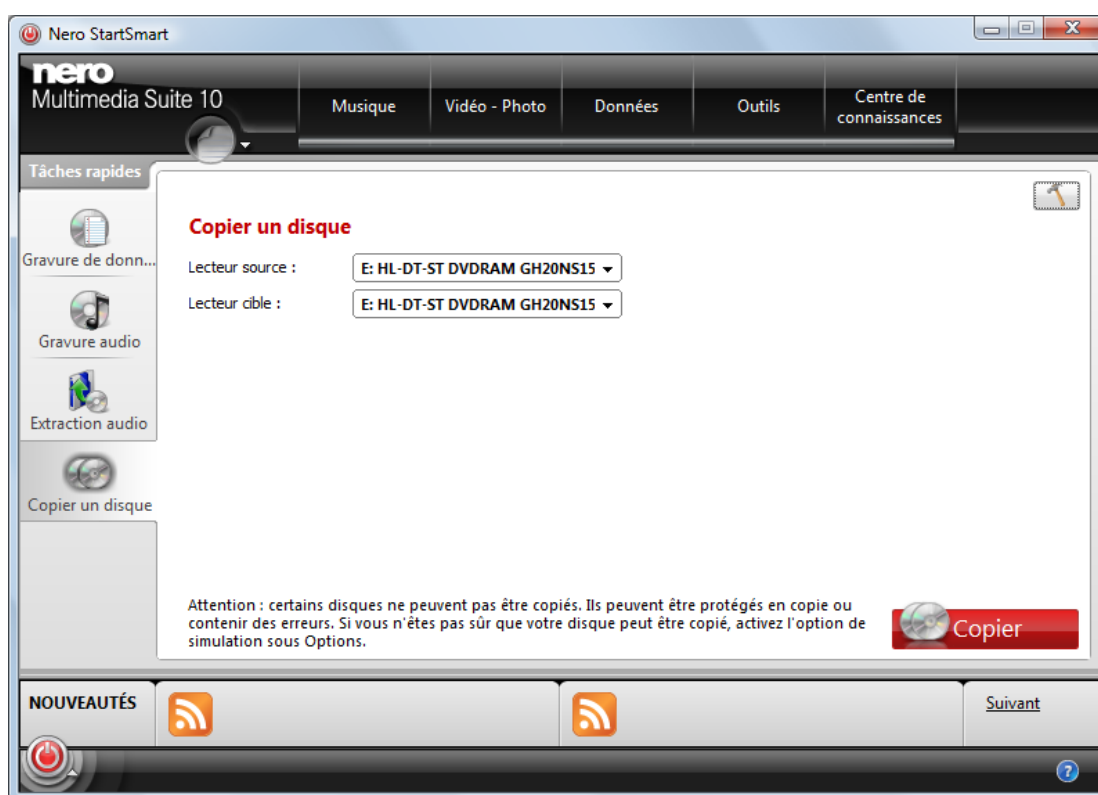 Nero StartSmart
nero
Multimedia Suite 10
Musique
Vidéo - Photo
Données
Outils
Centre de
connaissances
Tâches rapides
Gravure de donn...
Gravure audio
Extraction audio
Copier un disque
Copier un disque
Lecteur source :
E: HL-DT-ST DVDRAM GH20NS15
Lecteur cible :
E: HL-DT-ST DVDRAM GH20NS15
Attention : certains disques ne peuvent pas être copiés. Ils peuvent être protégés en copie ou
contenir des erreurs. Si vous n'êtes pas sûr que votre disque peut être copié, activez l'option de
simulation sous Options.
Copier
NOUVEAUTÉS
Suivant
?